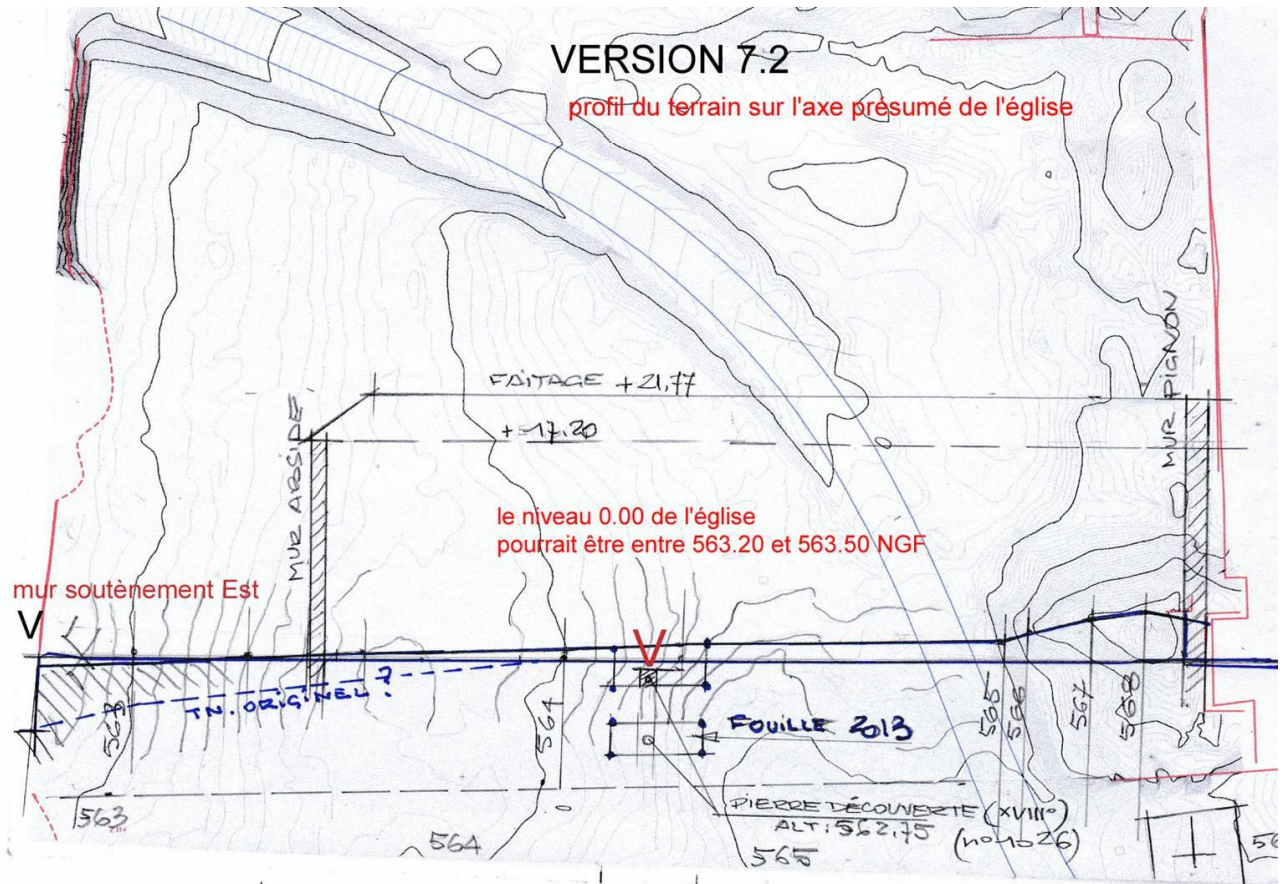 VERSION 7.2
profil du terrain sur l'axe présumé de l'église
FAÎTAGE +21,77
+17.20
MUR ABSIDE
MUR PIGNON
le niveau 0.00 de l'église
pourrait être entre 563.20 et 563.50 NGF
mur soutènement Est
V
V
TN. ORIGINEL ?
563
564
565
566
567
568
FOUILLE 2013
PIERRE DÉCOUVERTE (XVIII°)
ALT: 562,75
563
564
565